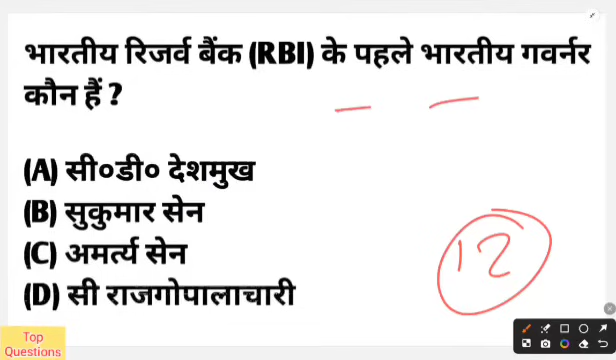 भारतीय रिजर्व बैंक (RBI) के पहले भारतीय गवर्नर
कौन हैं ?
(A) सी०डी० देशमुख
(B) सुकुमार सेन
(C) अमर्त्य सेन
(D) सी राजगोपालाचारी
12
Top
Questions